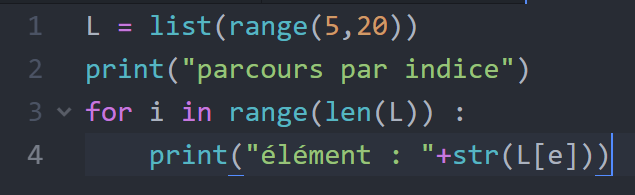 1 L = list(range(5,20))
2 print("parcours par indice")
3 for i in range(len(L)) :
4 print("élément : "+str(L[e]))